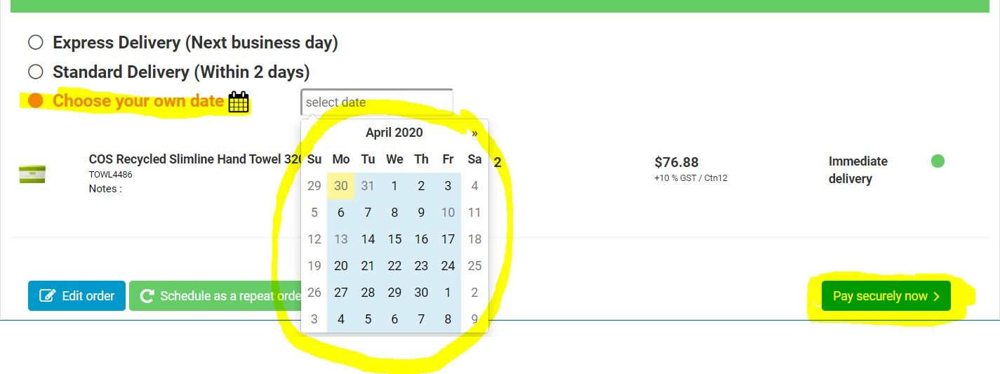 Express Delivery (Next business day)
Standard Delivery (Within 2 days)
Choose your own date
select date
April 2020 »
Su Mo Tu We Th Fr Sa
29 30 31 1 2 3 4
5 6 7 8 9 10 11
12 13 14 15 16 17 18
19 20 21 22 23 24 25
26 27 28 29 30 1 2
3 4 5 6 7 8 9
COS Recycled Slimline Hand Towel 320
TOWL4486
Notes :
2
$76.88
+10 % GST / Ctn12
Immediate
delivery
Edit order
Schedule as a repeat orde
Pay securely now